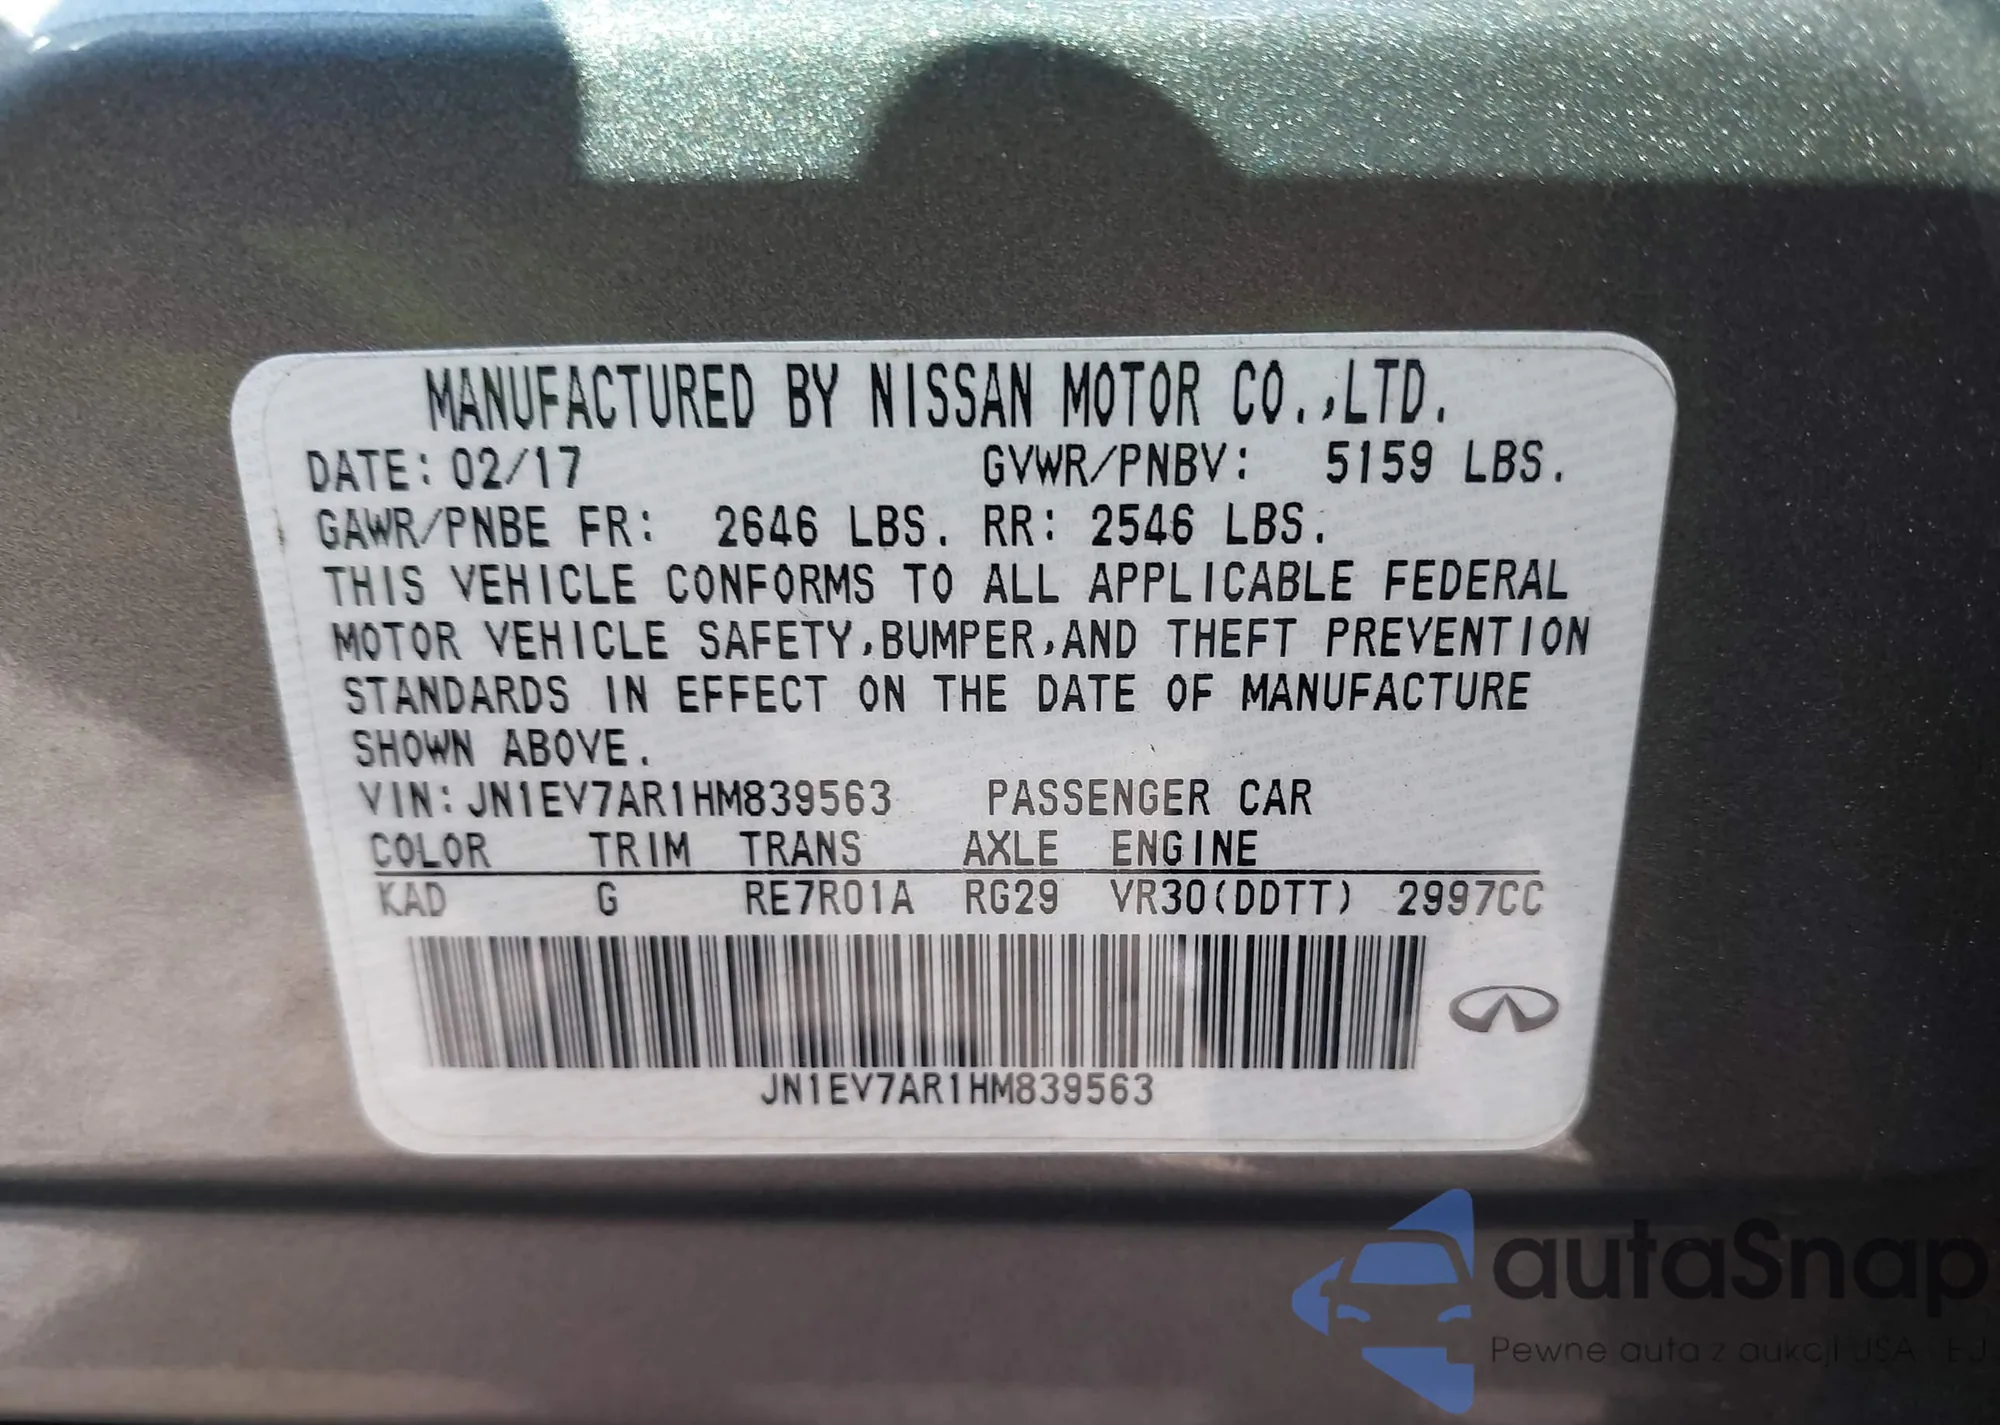 MANUFACTURED BY NISSAN MOTOR CO.,LTD.
DATE: 02/17 GVWR/PNBV: 5159 LBS.
GAWR/PNBE FR: 2646 LBS. RR: 2546 LBS.
THIS VEHICLE CONFORMS TO ALL APPLICABLE FEDERAL
MOTOR VEHICLE SAFETY,BUMPER,AND THEFT PREVENTION
STANDARDS IN EFFECT ON THE DATE OF MANUFACTURE
SHOWN ABOVE.
VIN: JN1EV7AR1HM839563 PASSENGER CAR
COLOR TRIM TRANS AXLE ENGINE
KAD G RE7R01A RG29 VR30(DDTT) 2997CC
JN1EV7AR1HM839563
autaSnap
Pewne auta z aukcji USA